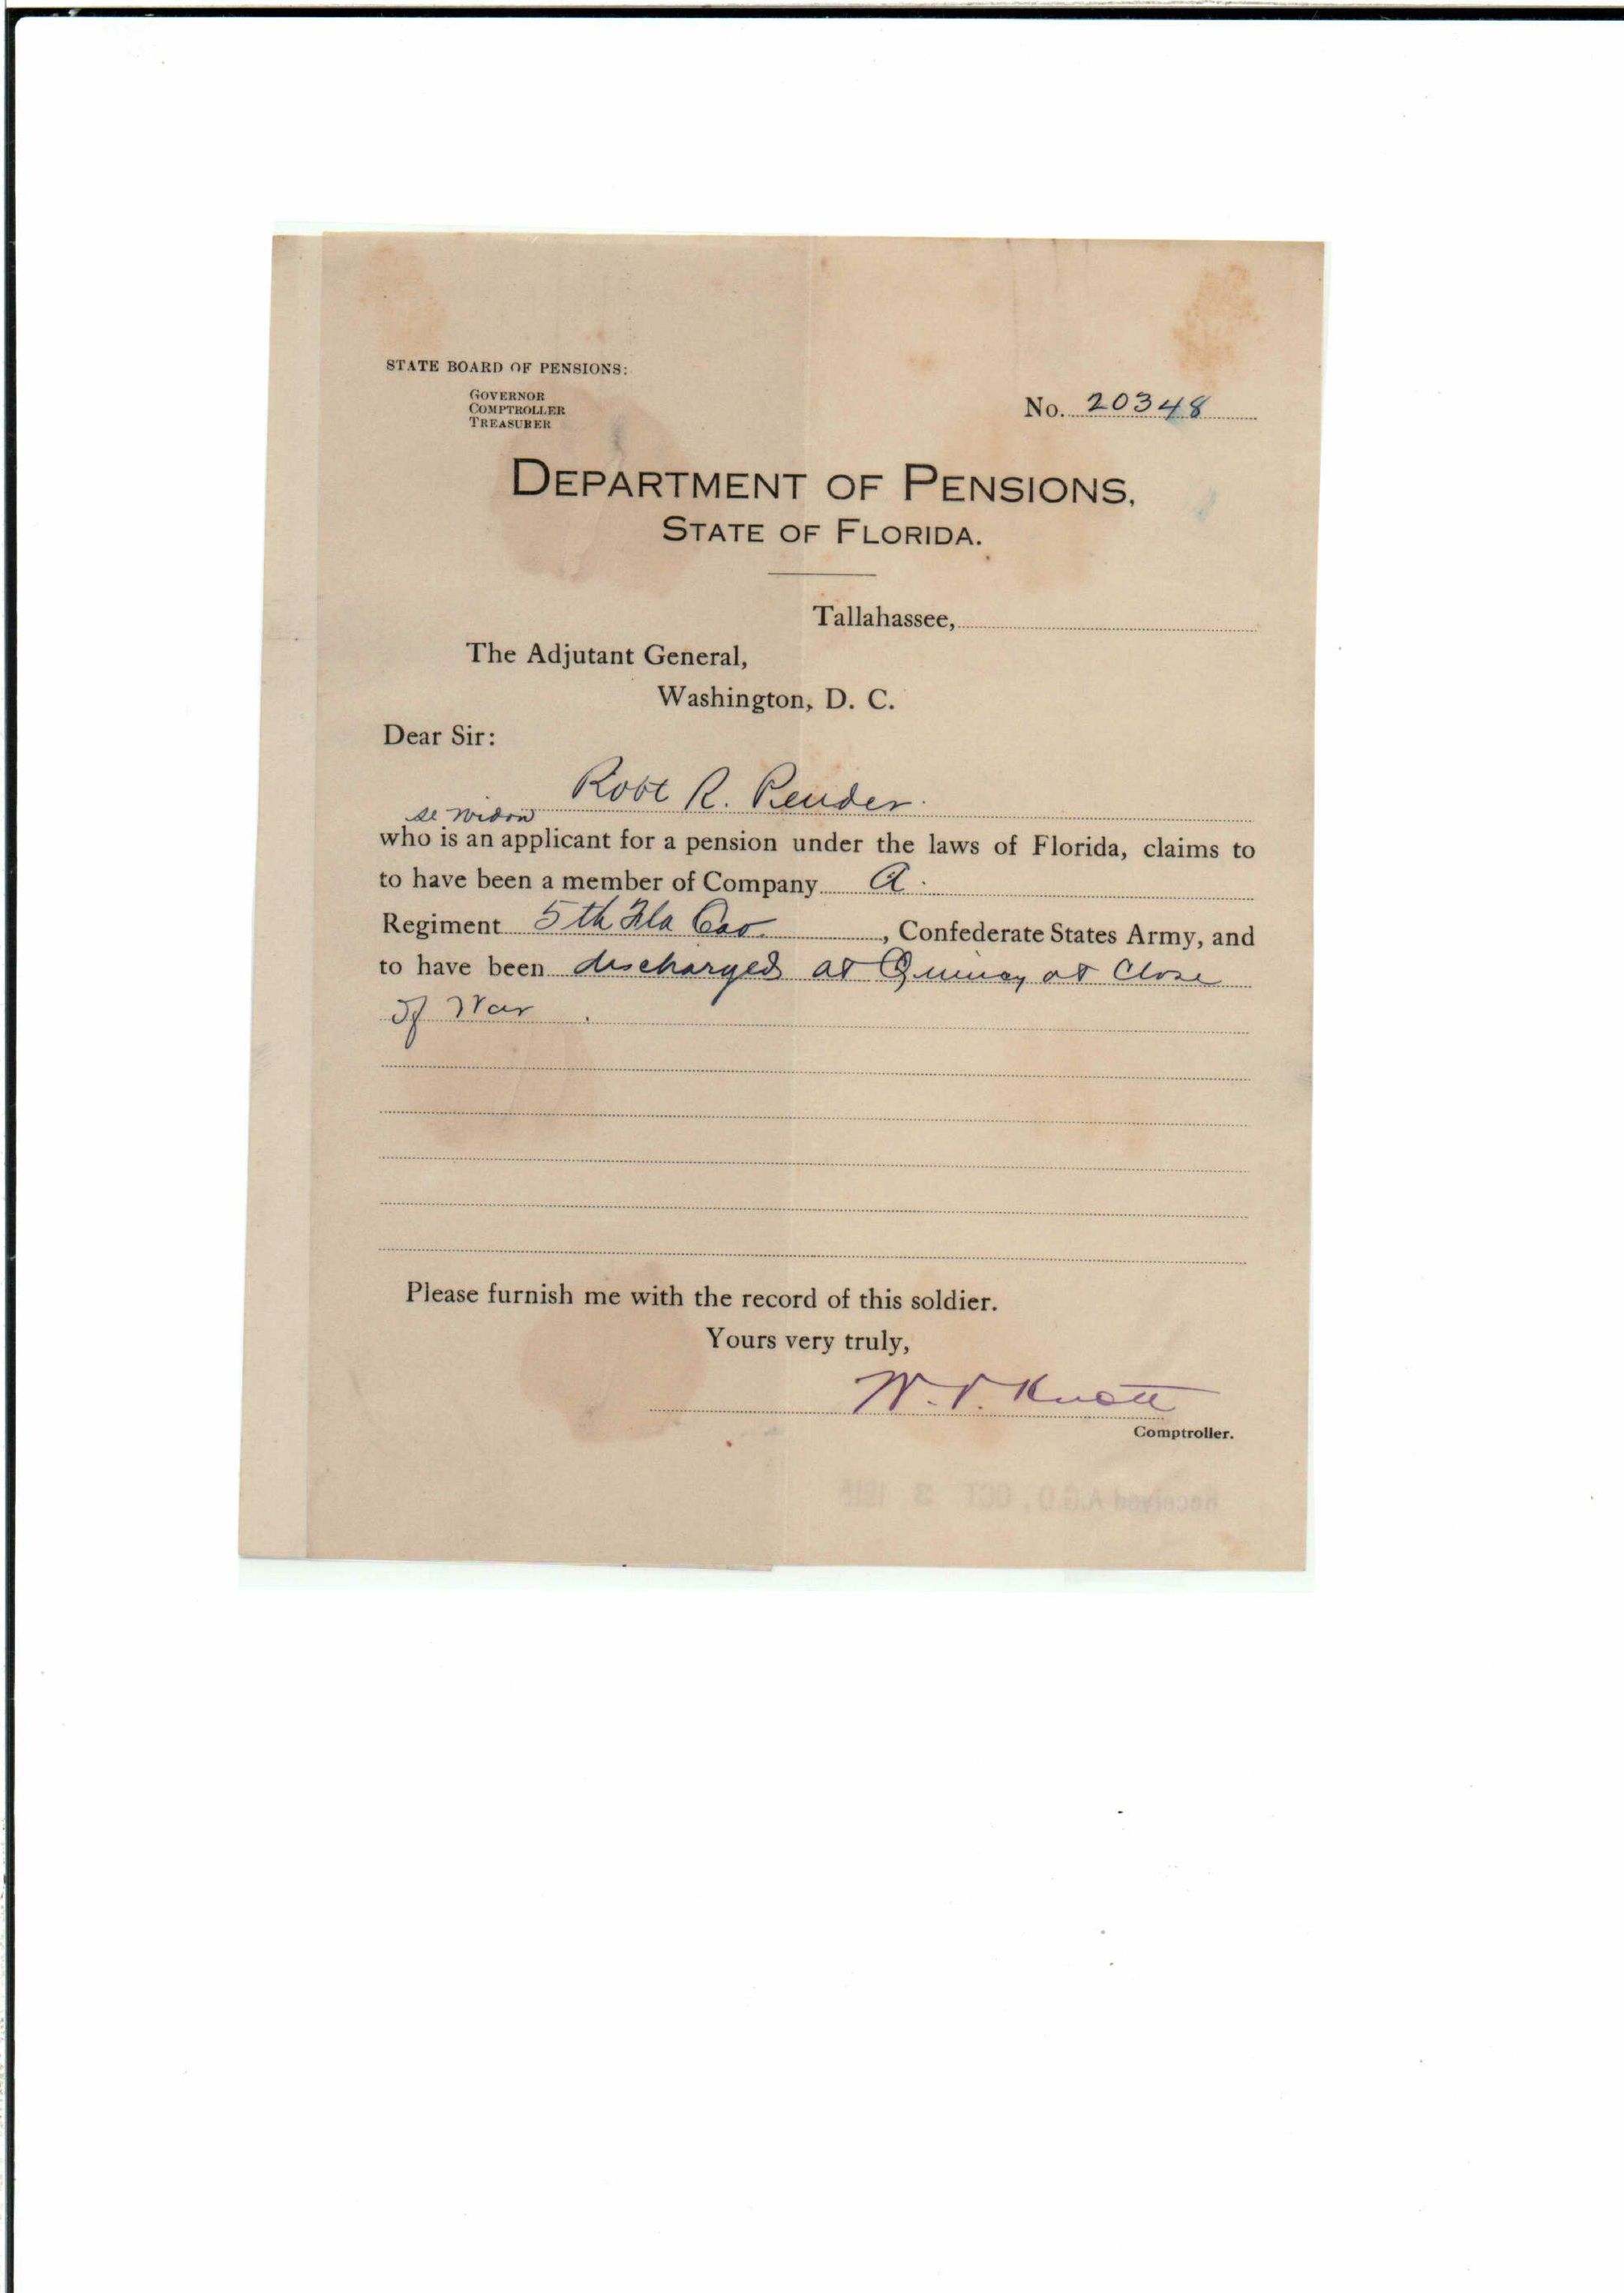 STATE BOARD OF PENSIONS:
GOVERNOR
COMPTROLLER
TREASURER
No. 20348
DEPARTMENT OF PENSIONS,
STATE OF FLORIDA.
Tallahassee,
The Adjutant General,
Washington, D. C.
Dear Sir:
Robt R. Pender.
widow
who is an applicant for a pension under the laws of Florida, claims to
to have been a member of Company A.
Regiment 5th Fla Cav. , Confederate States Army, and
to have been discharged at Quincy at Close
of War.
Please furnish me with the record of this soldier.
Yours very truly,
W. V. Knott
Comptroller.
Received A.G.O. OCT 3